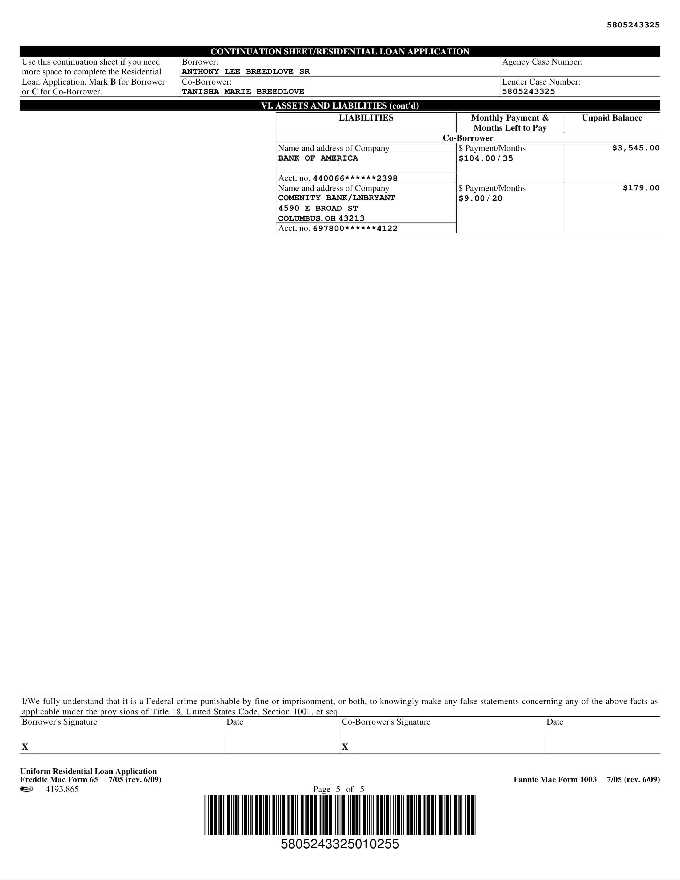 5805243325
CONTINUATION SHEET/RESIDENTIAL LOAN APPLICATION
Use this continuation sheet if you need
more space to complete the Residential
Loan Application. Mark B for Borrower
or C for Co-Borrower.
Borrower:
ANTHONY LEE BREEDLOVE SR
Agency Case Number:
Co-Borrower:
TANISHA MARIE BREEDLOVE
Lender Case Number:
5805243325
VI. ASSETS AND LIABILITIES (cont'd)
LIABILITIES
Monthly Payment &
Months Left to Pay
Unpaid Balance
Co-Borrower
Name and address of Company
BANK OF AMERICA
Acct. no. 440066******2398
$ Payment/Months
$104.00/35
$3,545.00
Name and address of Company
COMENITY BANK/LNBRYANT
4590 E BROAD ST
COLUMBUS, OH 43213
Acct. no. 697800******4122
$ Payment/Months
$9.00/20
$179.00
I/We fully understand that it is a Federal crime punishable by fine or imprisonment, or both, to knowingly make any false statements concerning any of the above facts as
applicable under the provisions of Title 18, United States Code, Section 1001, et seq.
Borrower's Signature Date Co-Borrower's Signature Date
X X
Uniform Residential Loan Application
Freddie Mac Form 65 7/05 (rev. 6/09) Fannie Mae Form 1003 7/05 (rev. 6/09)
4193.865 Page 5 of 5
5805243325010255